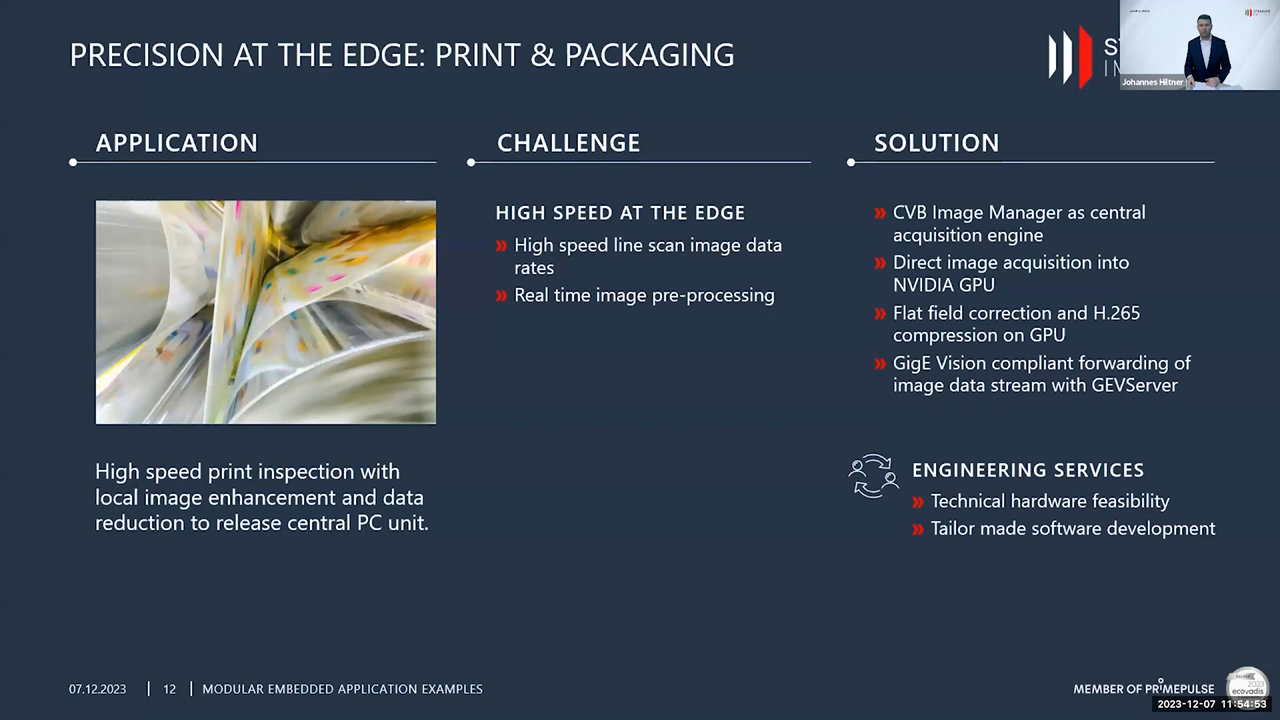 PRECISION AT THE EDGE: PRINT & PACKAGING
Johannes Hiltner
APPLICATION
High speed print inspection with
local image enhancement and data
reduction to release central PC unit.
CHALLENGE
HIGH SPEED AT THE EDGE
» High speed line scan image data
rates
» Real time image pre-processing
SOLUTION
» CVB Image Manager as central
acquisition engine
» Direct image acquisition into
NVIDIA GPU
» Flat field correction and H.265
compression on GPU
» GigE Vision compliant forwarding of
image data stream with GEVServer
ENGINEERING SERVICES
» Technical hardware feasibility
» Tailor made software development
07.12.2023 | 12 | MODULAR EMBEDDED APPLICATION EXAMPLES
MEMBER OF PRIMEPULSE
2023
ecovadis
2023-12-07 11:54:53